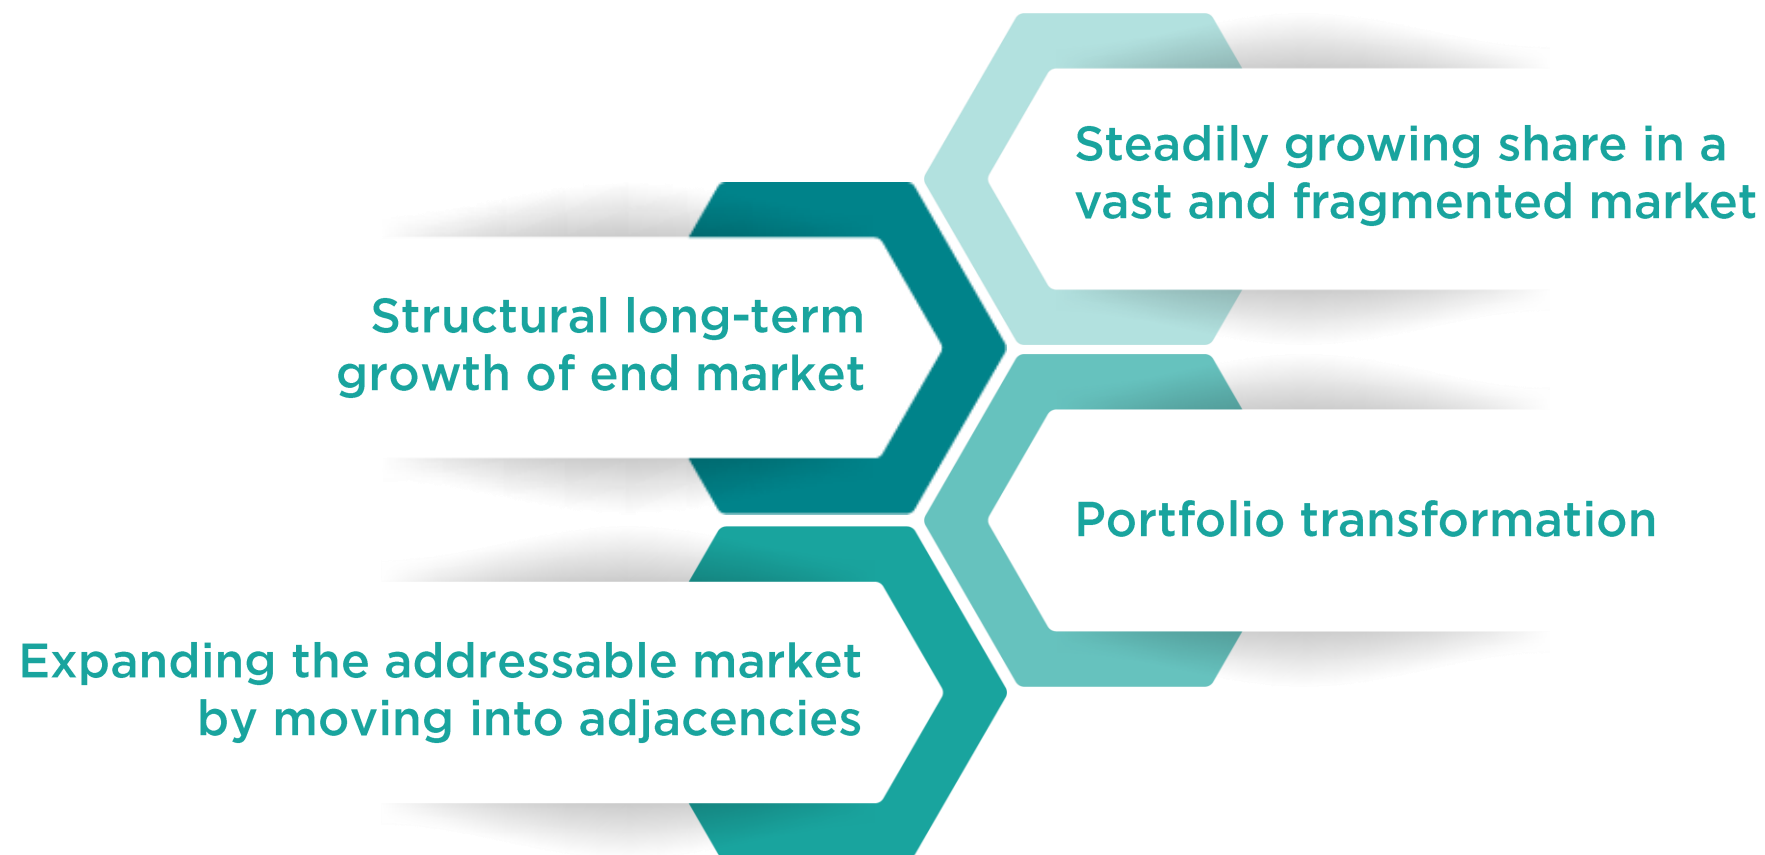 Steadily growing share in a
vast and fragmented market
Structural long-term
growth of end market
Portfolio transformation
Expanding the addressable market
by moving into adjacencies